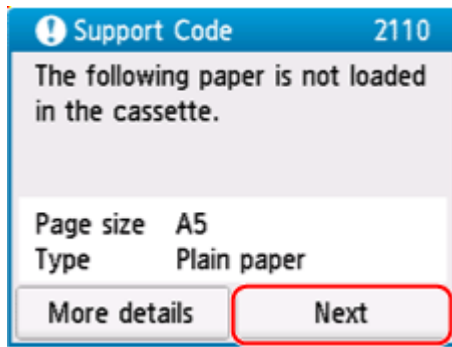 Support Code 2110
The following paper is not loaded
in the cassette.
Page size A5
Type Plain paper
More details Next